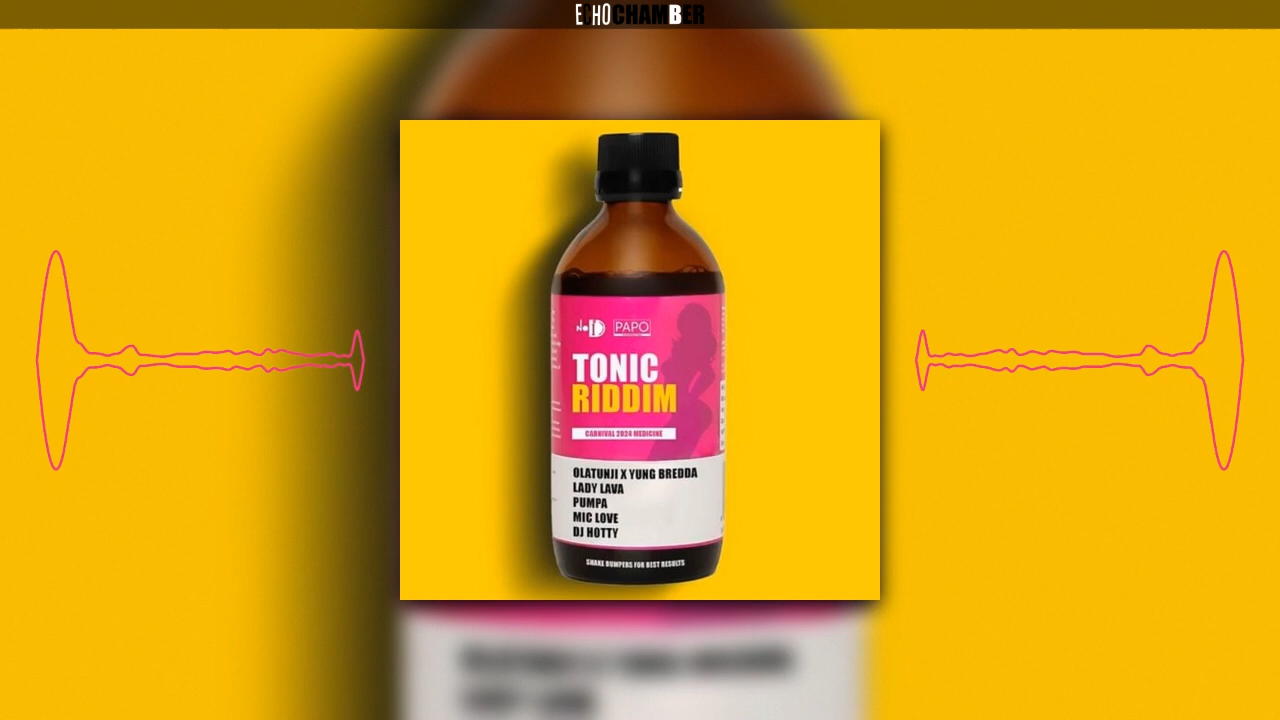 ECHOCHAMBER
PAPO
TONIC
RIDDIM
CARNIVAL 2024 MEDICINE
OLATUNJI X YUNG BREDDA
LADY LAVA
PUMPA
MIC LOVE
DJ HOTTY
SHAKE BUMPERS FOR BEST RESULTS